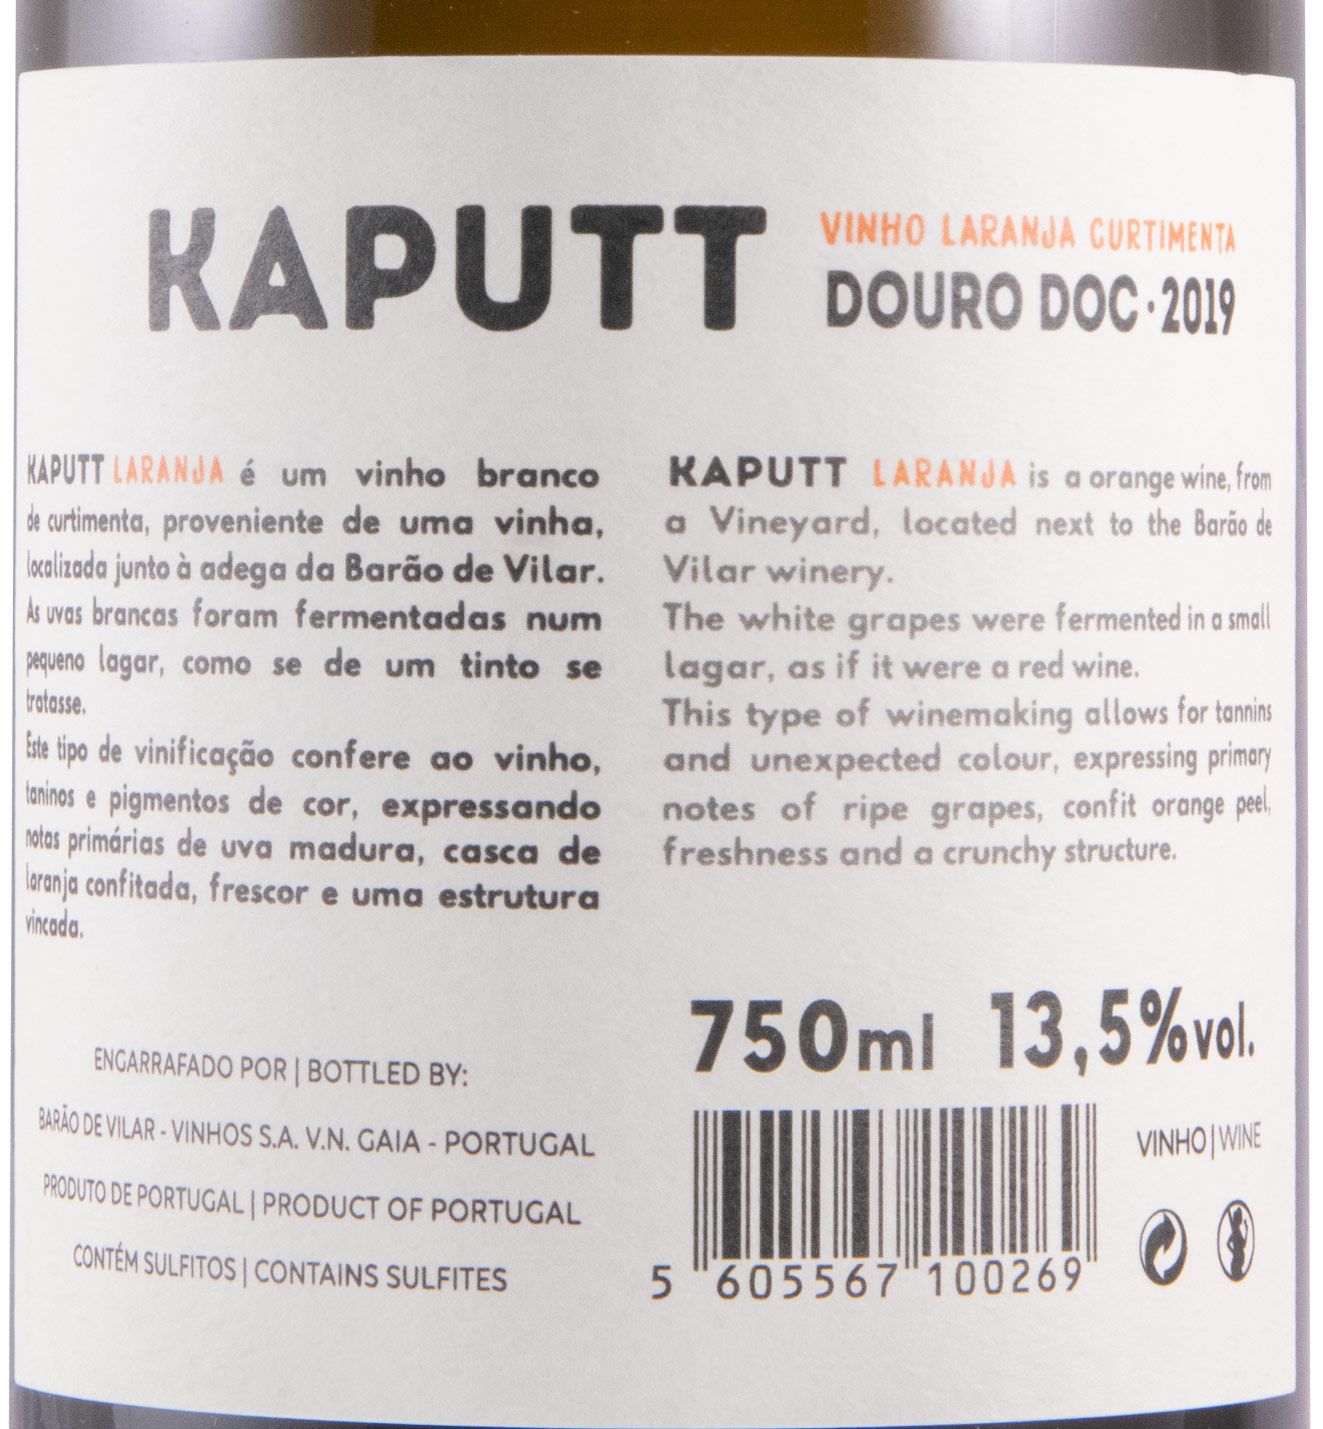 KAPUTT
VINHO LARANJA CURTIMENTA
DOURO DOC · 2019
KAPUTT LARANJA é um vinho branco
de curtimenta, proveniente de uma vinha,
localizada junto à adega da Barão de Vilar.
As uvas brancas foram fermentadas num
pequeno lagar, como se de um tinto se
tratasse.
Este tipo de vinificação confere ao vinho,
taninos e pigmentos de cor, expressando
notas primárias de uva madura, casca de
laranja confitada, frescor e uma estrutura
vincada.
KAPUTT LARANJA is a orange wine, from
a Vineyard, located next to the Barão de
Vilar winery.
The white grapes were fermented in a small
lagar, as if it were a red wine.
This type of winemaking allows for tannins
and unexpected colour, expressing primary
notes of ripe grapes, confit orange peel,
freshness and a crunchy structure.
ENGARRAFADO POR | BOTTLED BY:
BARÃO DE VILAR - VINHOS S.A. V.N. GAIA - PORTUGAL
PRODUTO DE PORTUGAL | PRODUCT OF PORTUGAL
CONTÉM SULFITOS | CONTAINS SULFITES
750ml 13,5%vol.
VINHO|WINE
5 605567 100269